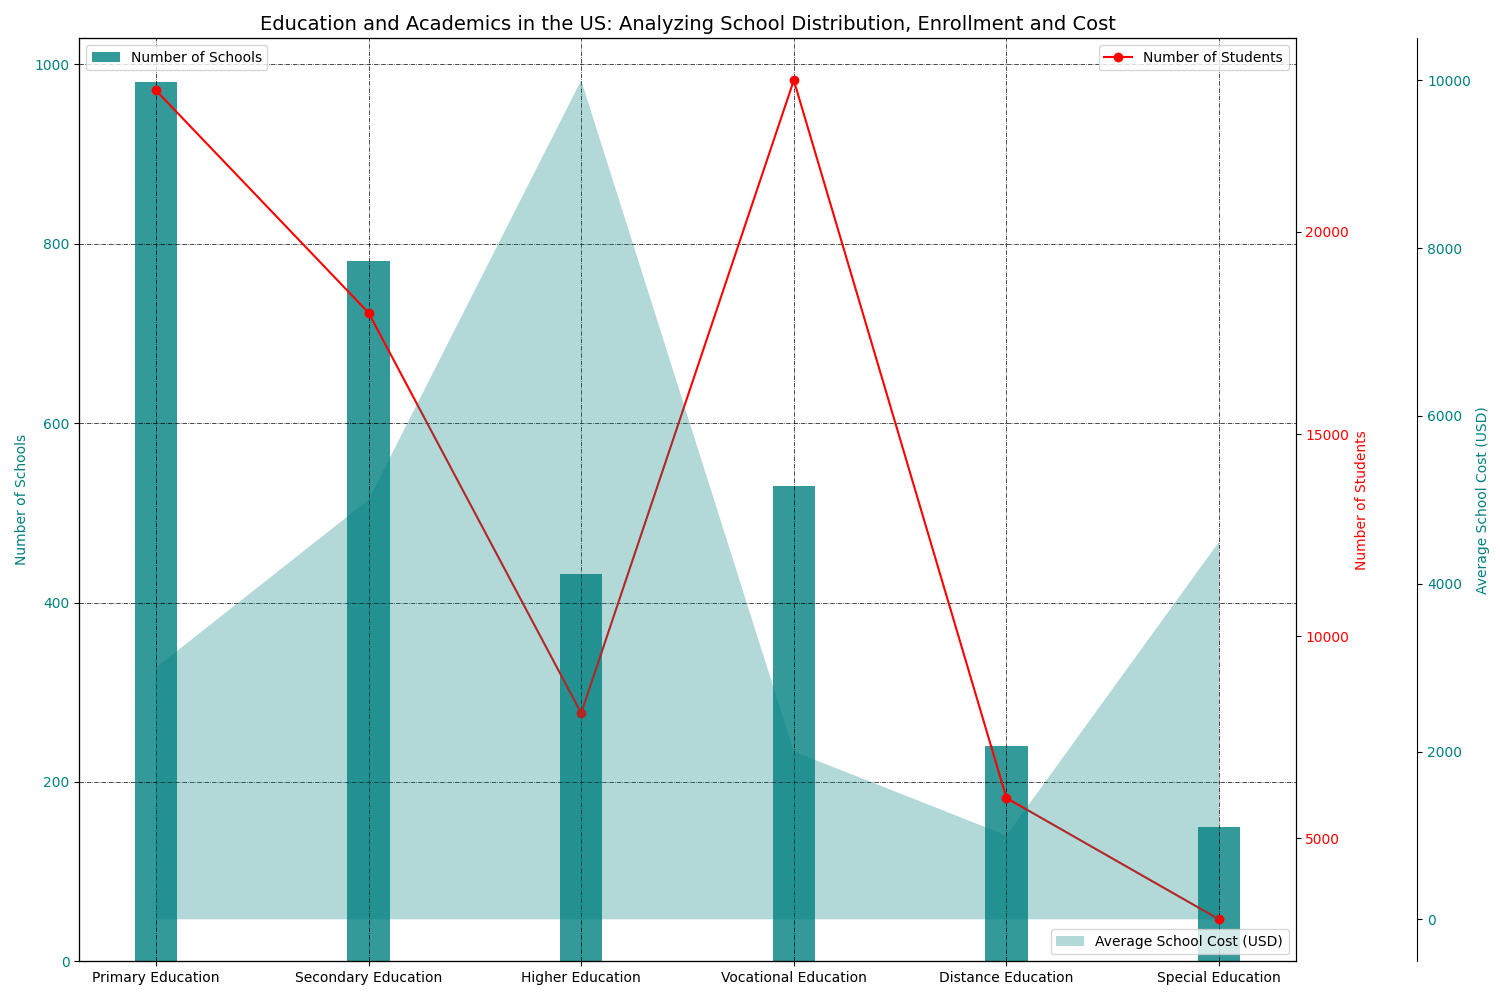 Education and Academics in the US: Analyzing School Distribution, Enrollment and Cost
Number of Schools
Number of Students
1000
800
600
400
200
0
Number of Schools
20000
15000
10000
5000
Number of Students
10000
8000
6000
4000
2000
0
Average School Cost (USD)
Average School Cost (USD)
Primary Education
Secondary Education
Higher Education
Vocational Education
Distance Education
Special Education